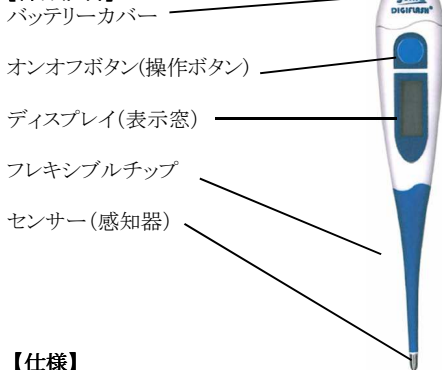 バッテリーカバー
DIGIFLASH®
オンオフボタン(操作ボタン)
ディスプレイ(表示窓)
フレキシブルチップ
センサー(感知器)
【仕様】